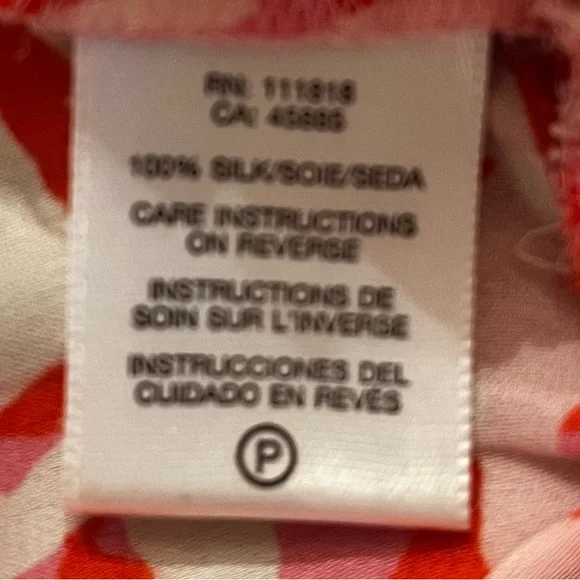 RN: 111818
100% SILK/SOIE/SEDA
CARE INSTRUCTIONS
ON REVERSE
INSTRUCTIONS DE
SOIN SUR L'INVERSE
INSTRUCCIONES DEL
CUIDADO EN REVÉS
P